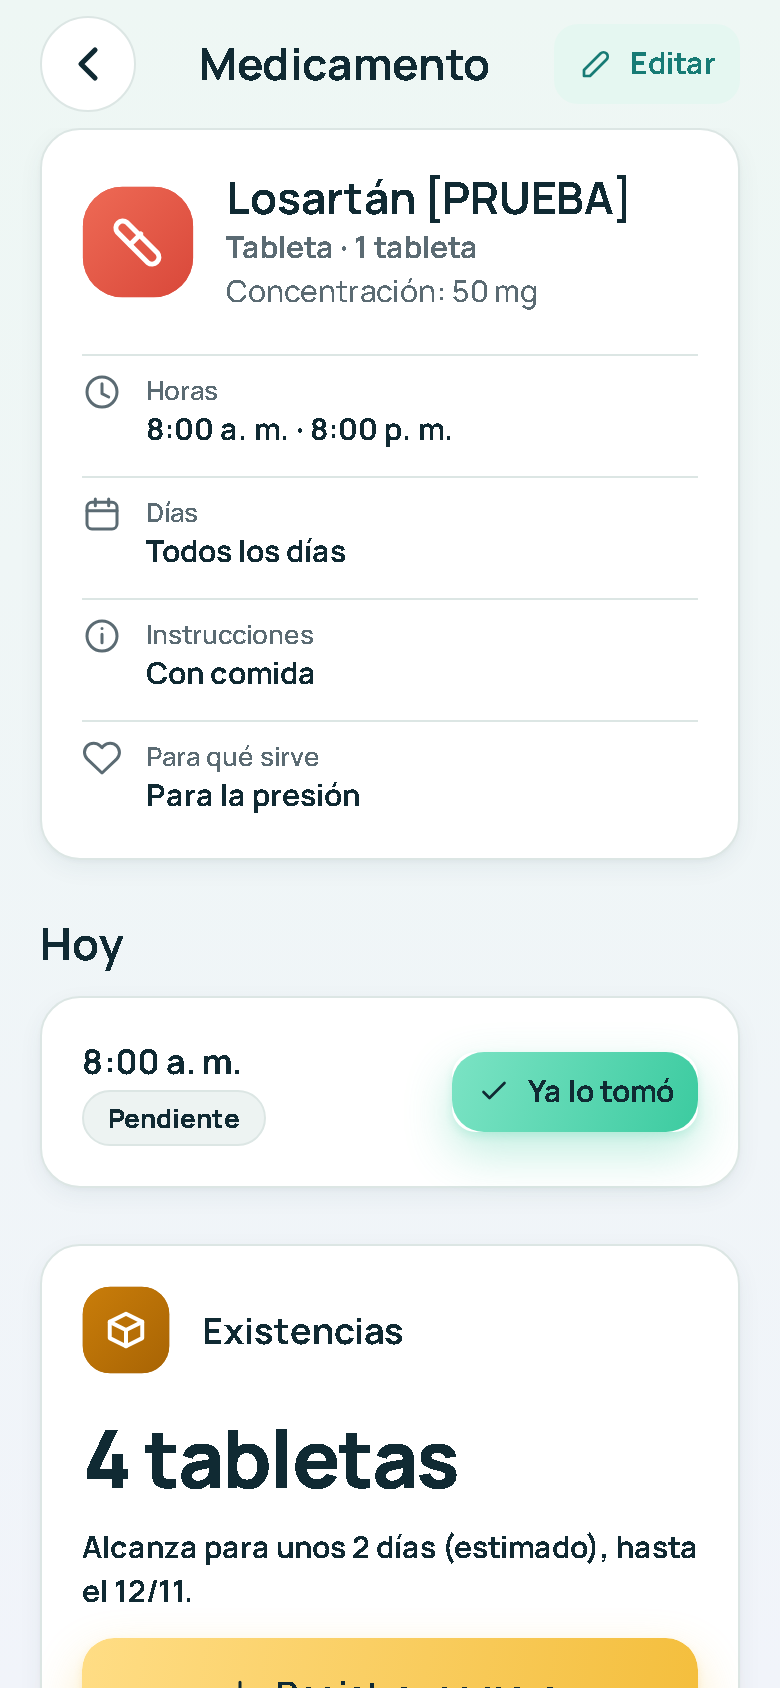 Medicamento
Editar
Losartán [PRUEBA]
Tableta · 1 tableta
Concentración: 50 mg
Horas
8:00 a. m. · 8:00 p. m.
Días
Todos los días
Instrucciones
Con comida
Para qué sirve
Para la presión
Hoy
8:00 a. m.
Pendiente
Ya lo tomó
Existencias
4 tabletas
Alcanza para unos 2 días (estimado), hasta
el 12/11.